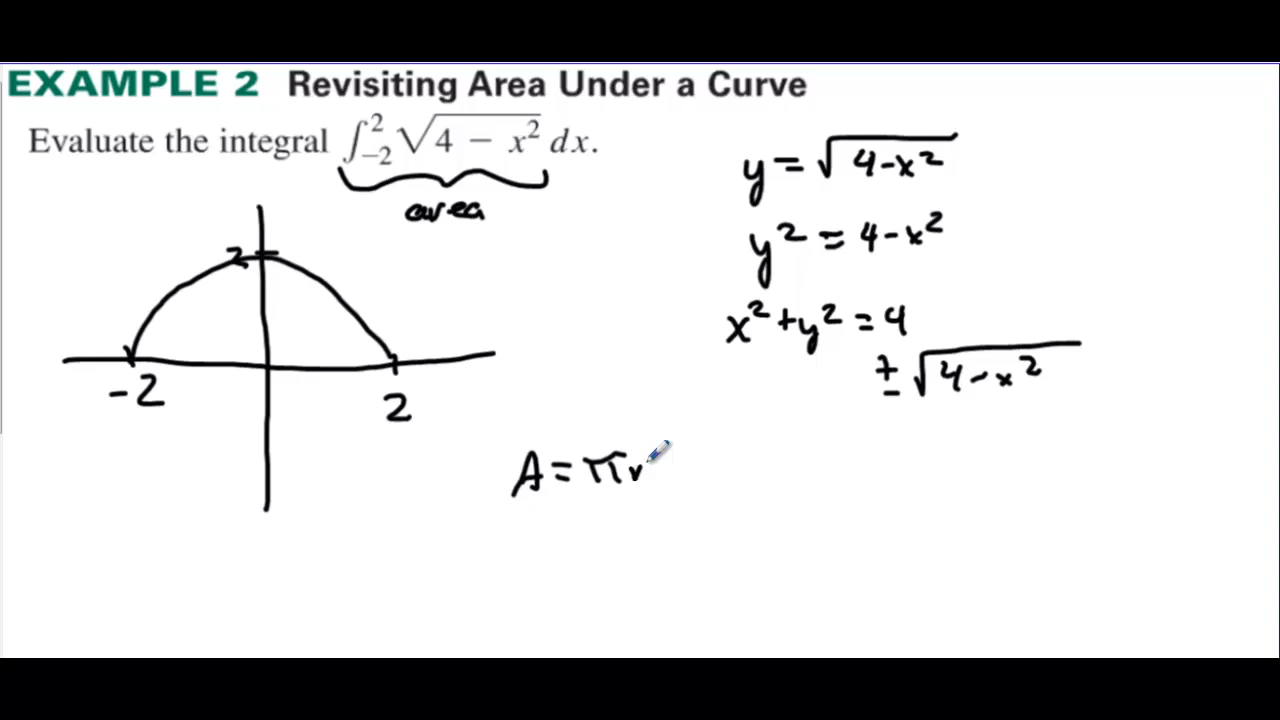 EXAMPLE 2 Revisiting Area Under a Curve
Evaluate the integral ∫₋₂² √(4 − x²) dx.
area
y = √(4-x²)
y² = 4-x²
x² + y² = 4
± √(4-x²)
2
-2
2
A = πr